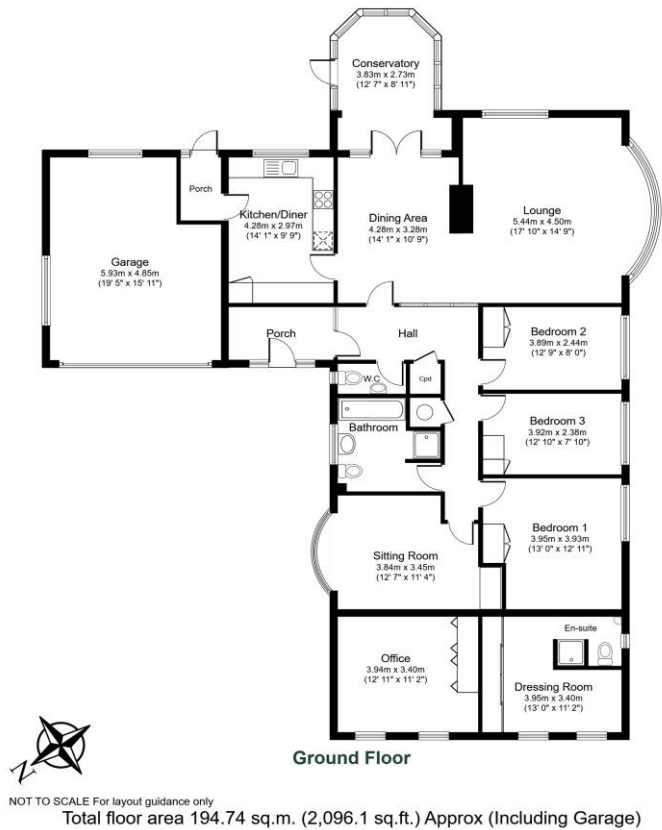 Conservatory
3.83m x 2.73m
(12' 7" x 8' 11")
Porch
Kitchen/Diner
4.28m x 2.97m
(14' 1" x 9' 9")
Dining Area
4.28m x 3.28m
(14' 1" x 10' 9")
Lounge
5.44m x 4.50m
(17' 10" x 14' 9")
Garage
5.93m x 4.85m
(19' 5" x 15' 11")
Porch
Hall
Bedroom 2
3.89m x 2.44m
(12' 9" x 8' 0")
W.C
Cpd
Bathroom
Bedroom 3
3.92m x 2.38m
(12' 10" x 7' 10")
Bedroom 1
3.95m x 3.93m
(13' 0" x 12' 11")
Sitting Room
3.84m x 3.45m
(12' 7" x 11' 4")
En-suite
Office
3.94m x 3.40m
(12' 11" x 11' 2")
Dressing Room
3.95m x 3.40m
(13' 0" x 11' 2")
Ground Floor
N
NOT TO SCALE For layout guidance only
Total floor area 194.74 sq.m. (2,096.1 sq.ft.) Approx (Including Garage)